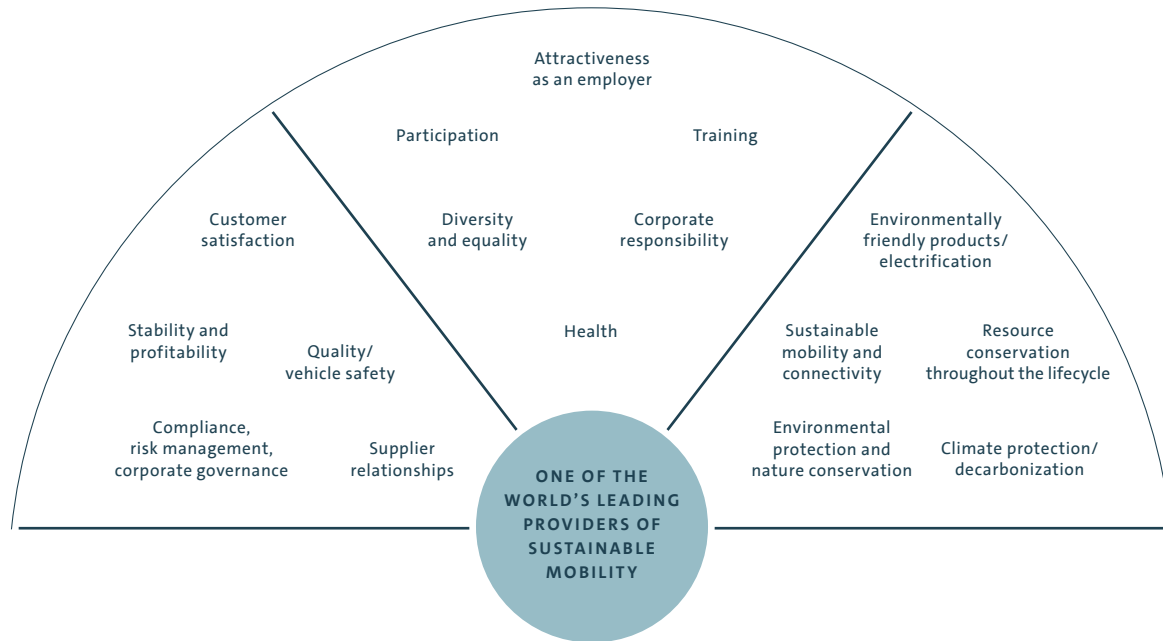 Attractiveness
as an employer
Participation
Training
Customer
satisfaction
Diversity
and equality
Corporate
responsibility
Environmentally
friendly products/
electrification
Stability and
profitability
Quality/
vehicle safety
Health
Sustainable
mobility and
connectivity
Resource
conservation
throughout the lifecycle
Compliance,
risk management,
corporate governance
Supplier
relationships
Environmental
protection and
nature conservation
Climate protection/
decarbonization
ONE OF THE
WORLD’S LEADING
PROVIDERS OF
SUSTAINABLE
MOBILITY